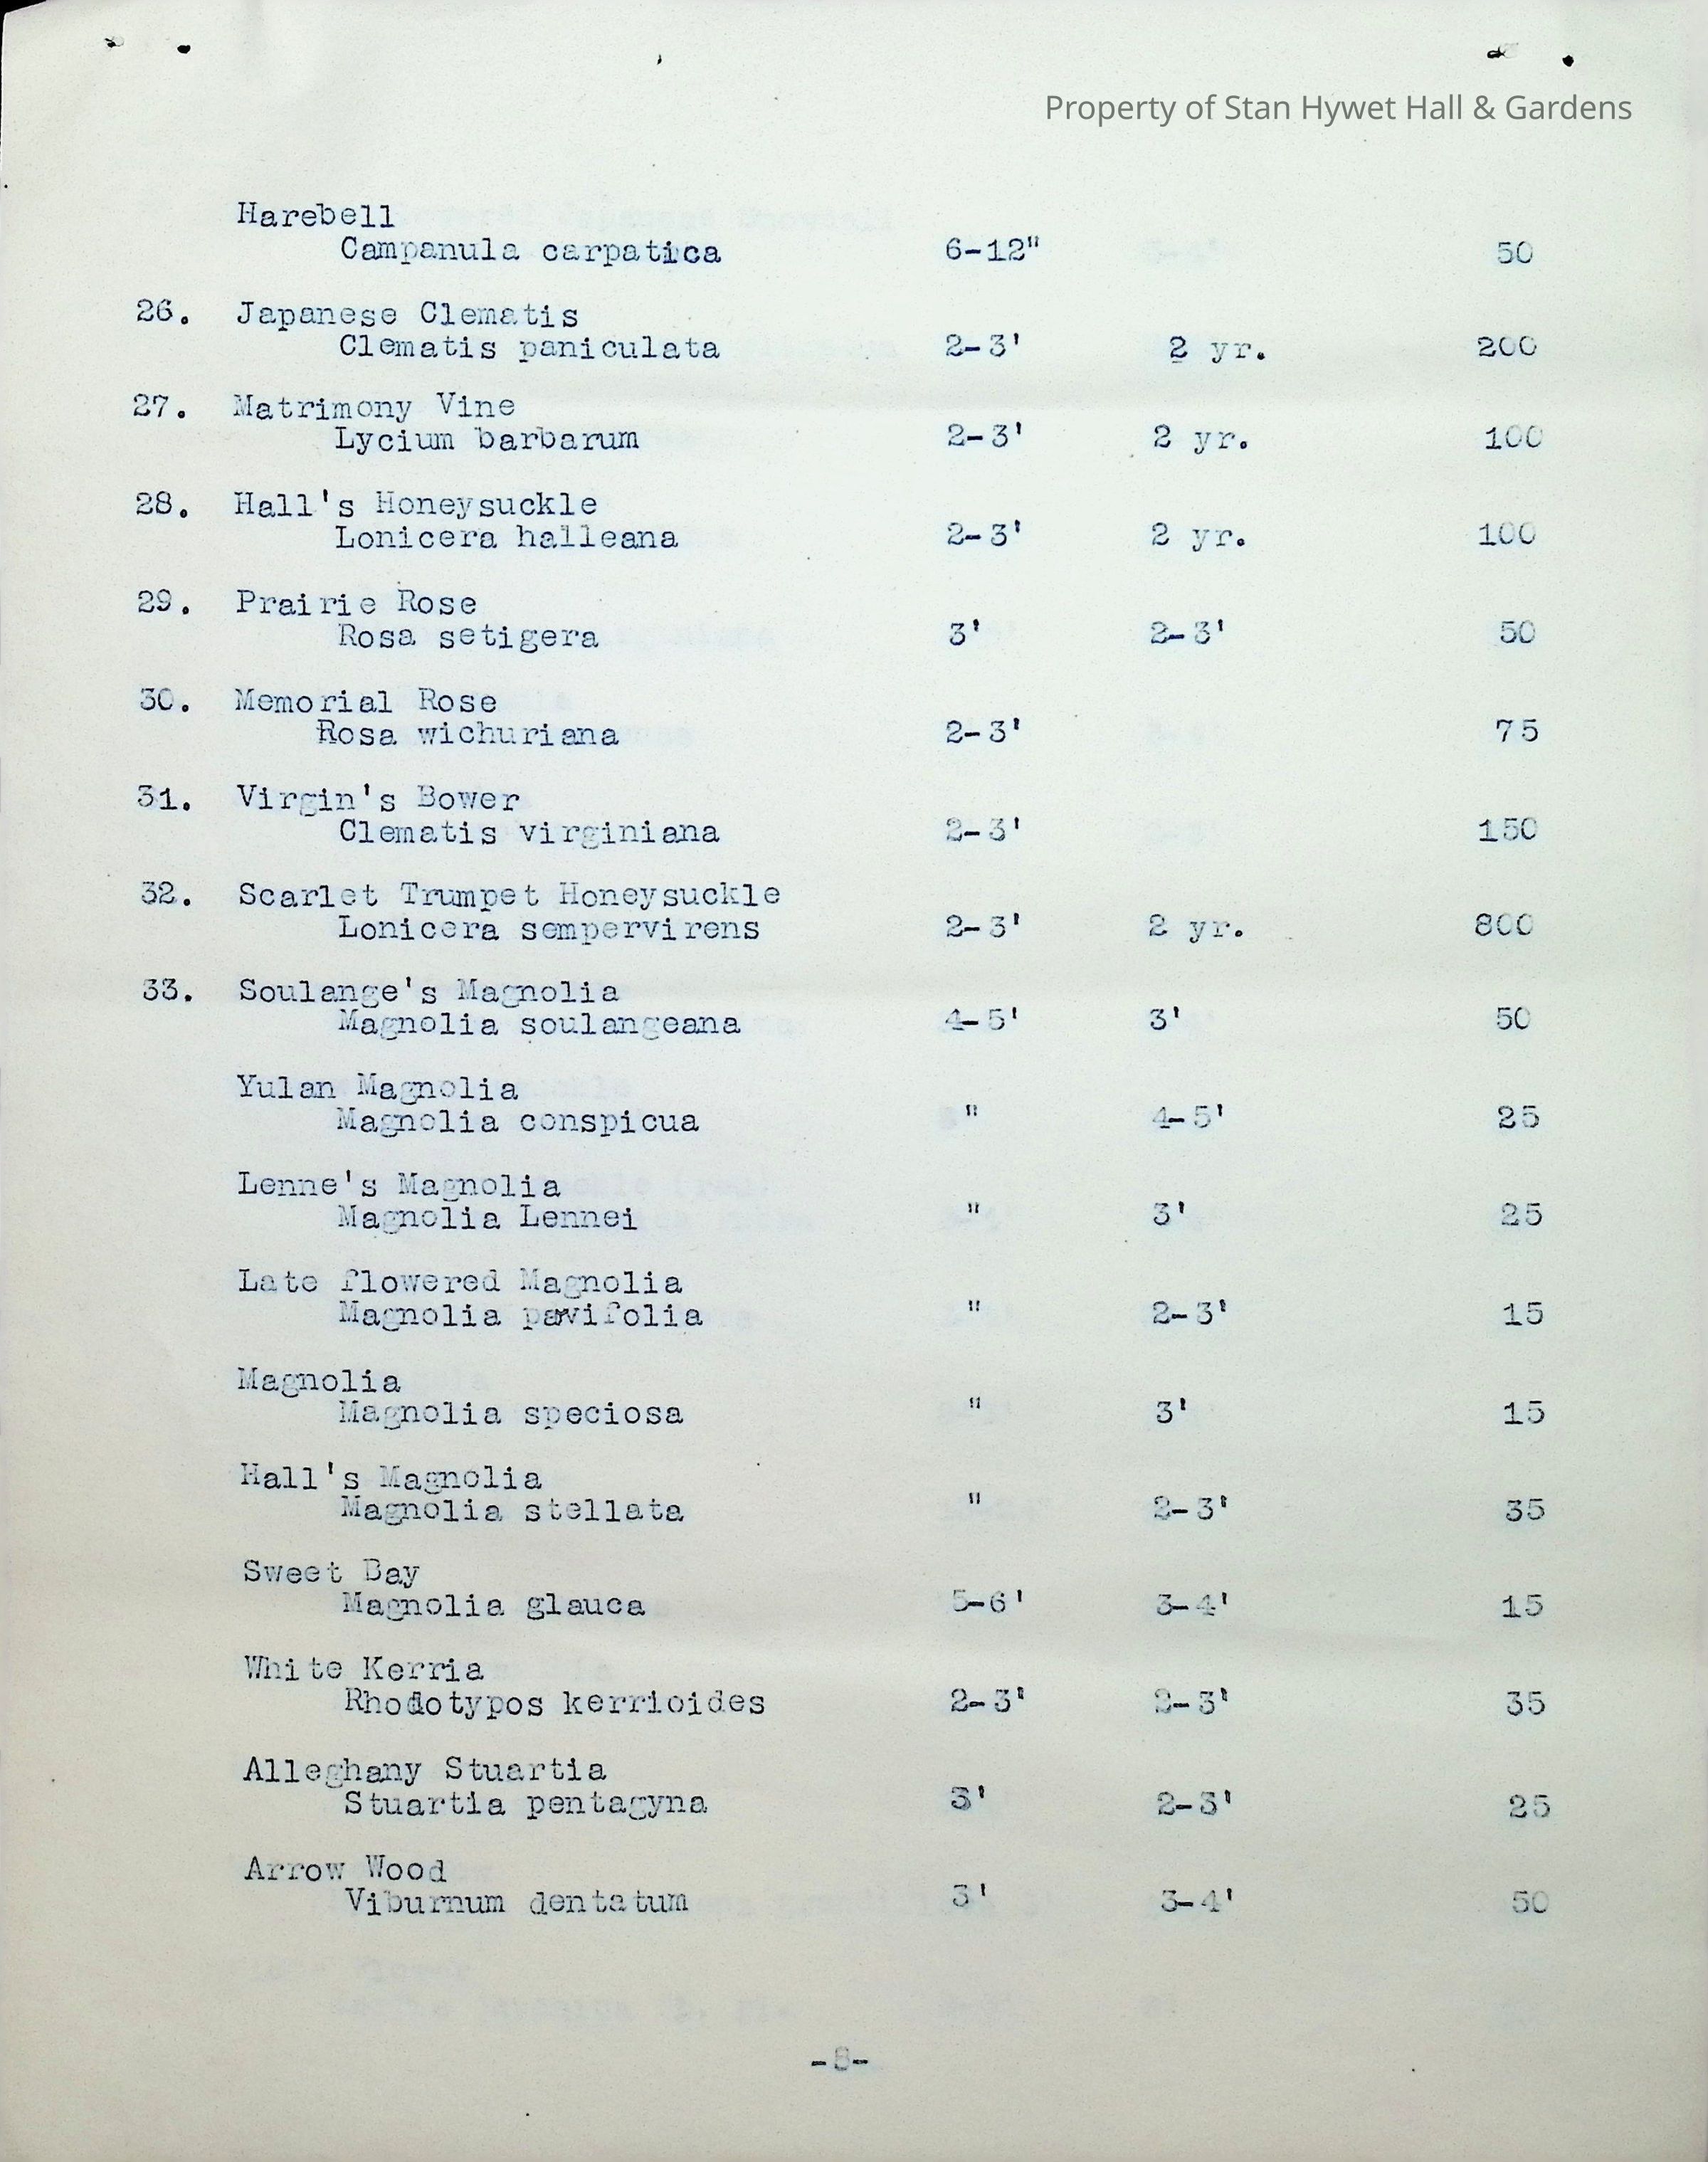 Property of Stan Hywet Hall & Gardens
Harebell
Campanula carpatica 6-12" 50
26. Japanese Clematis
Clematis paniculata 2-3' 2 yr. 200
27. Matrimony Vine
Lycium barbarum 2-3' 2 yr. 100
28. Hall's Honeysuckle
Lonicera halleana 2-3' 2 yr. 100
29. Prairie Rose
Rosa setigera 3' 2-3' 50
30. Memorial Rose
Rosa wichuriana 2-3' 75
31. Virgin's Bower
Clematis virginiana 2-3' 150
32. Scarlet Trumpet Honeysuckle
Lonicera sempervirens 2-3' 2 yr. 800
33. Soulange's Magnolia
Magnolia soulangeana 4-5' 3' 50
Yulan Magnolia
Magnolia conspicua " 4-5' 25
Lenne's Magnolia
Magnolia Lennei " 3' 25
Late flowered Magnolia
Magnolia parvifolia " 2-3' 15
Magnolia
Magnolia speciosa " 3' 15
Hall's Magnolia
Magnolia stellata " 2-3' 35
Sweet Bay
Magnolia glauca 5-6' 3-4' 15
White Kerria
Rhodotypos kerrioides 2-3' 2-3' 35
Alleghany Stuartia
Stuartia pentagyna 3' 2-3' 25
Arrow Wood
Viburnum dentatum 3' 3-4' 50
-8-